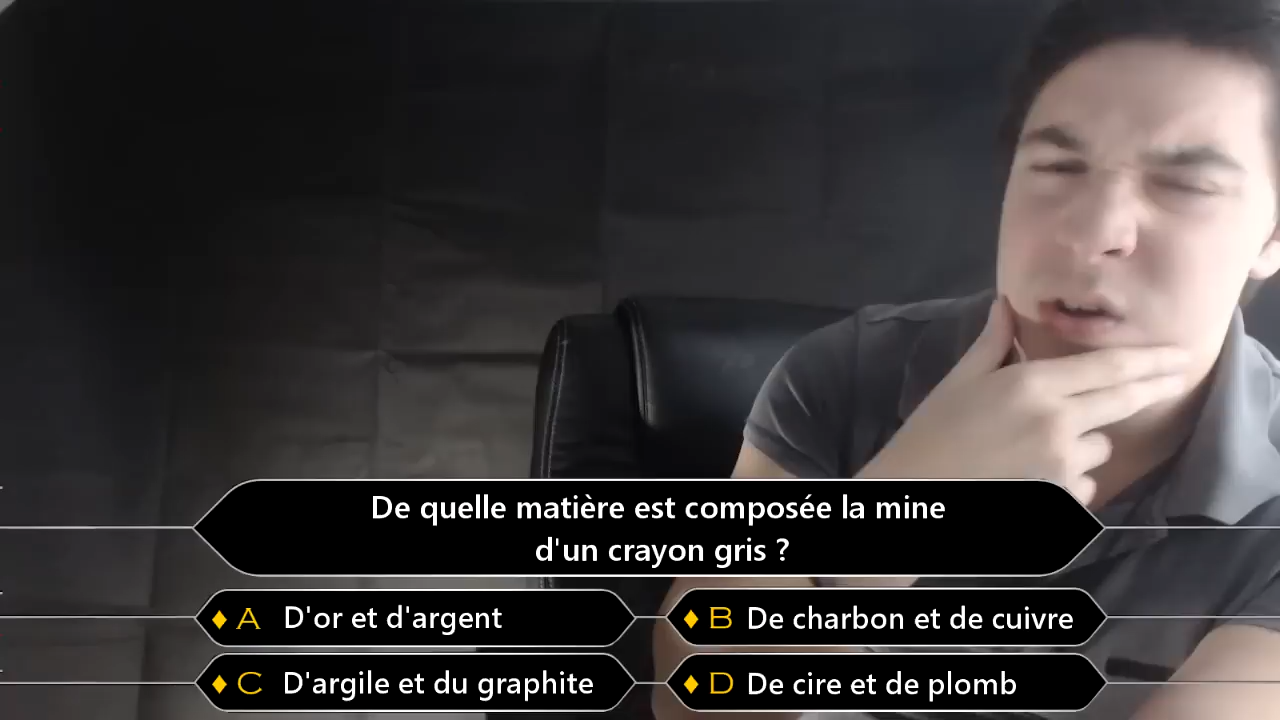 De quelle matière est composée la mine
d'un crayon gris ?
A D'or et d'argent
B De charbon et de cuivre
C D'argile et du graphite
D De cire et de plomb